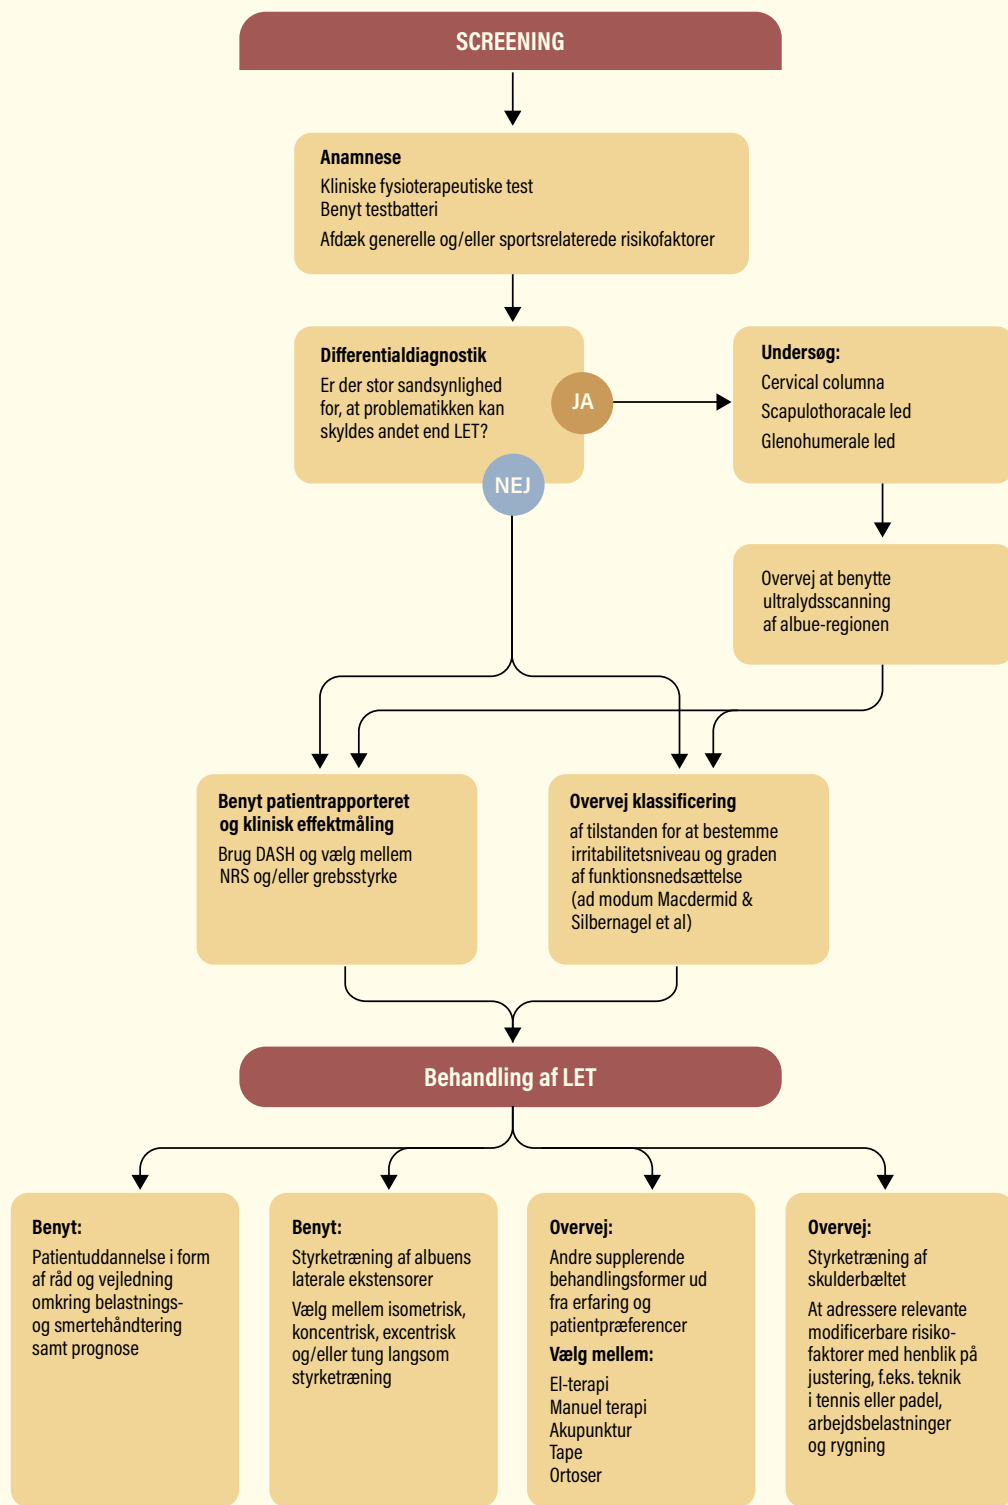 SCREENING
Anamnese
Kliniske fysioterapeutiske test
Benyt testbatteri
Afdæk generelle og/eller sportsrelaterede risikofaktorer
Differentialdiagnostik
Er der stor sandsynlighed
for, at problematikken kan
skyldes andet end LET?
JA
NEJ
Undersøg:
Cervical columna
Scapulothoracale led
Glenohumerale led
Overvej at benytte
ultralydsscanning
af albue-regionen
Benyt patientrapporteret
og klinisk effektmåling
Brug DASH og vælg mellem
NRS og/eller grebsstyrke
Overvej klassificering
af tilstanden for at bestemme
irritabilitetsniveau og graden
af funktionsnedsættelse
(ad modum Macdermid &
Silbernagel et al)
Behandling af LET
Benyt:
Patientuddannelse i form
af råd og vejledning
omkring belastnings-
og smertehåndtering
samt prognose
Benyt:
Styrketræning af albuens
laterale ekstensorer
Vælg mellem isometrisk,
koncentrisk, excentrisk
og/eller tung langsom
styrketræning
Overvej:
Andre supplerende
behandlingsformer ud
fra erfaring og
patientpræferencer
Vælg mellem:
El-terapi
Manuel terapi
Akupunktur
Tape
Ortoser
Overvej:
Styrketræning af
skulderbæltet
At adressere relevante
modificerbare risiko-
faktorer med henblik på
justering, f.eks. teknik
i tennis eller padel,
arbejdsbelastninger
og rygning